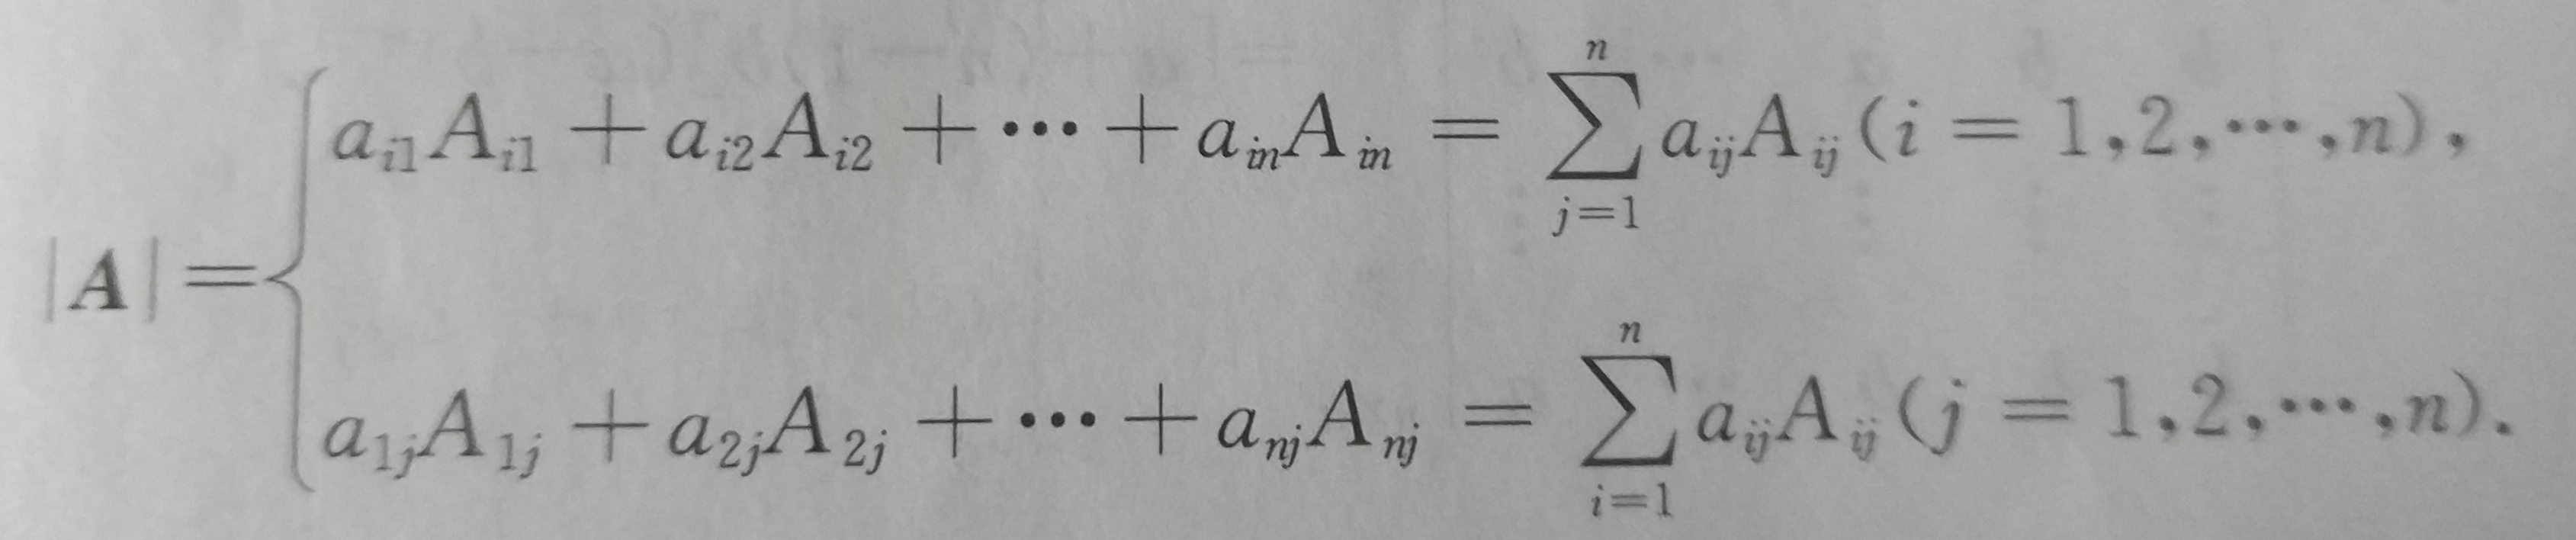 |A| = { a_{i1}A_{i1} + a_{i2}A_{i2} + ⋯ + a_{in}A_{in} = ∑_{j=1}^{n} a_{ij}A_{ij} (i = 1,2,⋯,n),
a_{1j}A_{1j} + a_{2j}A_{2j} + ⋯ + a_{nj}A_{nj} = ∑_{i=1}^{n} a_{ij}A_{ij} (j = 1,2,⋯,n).